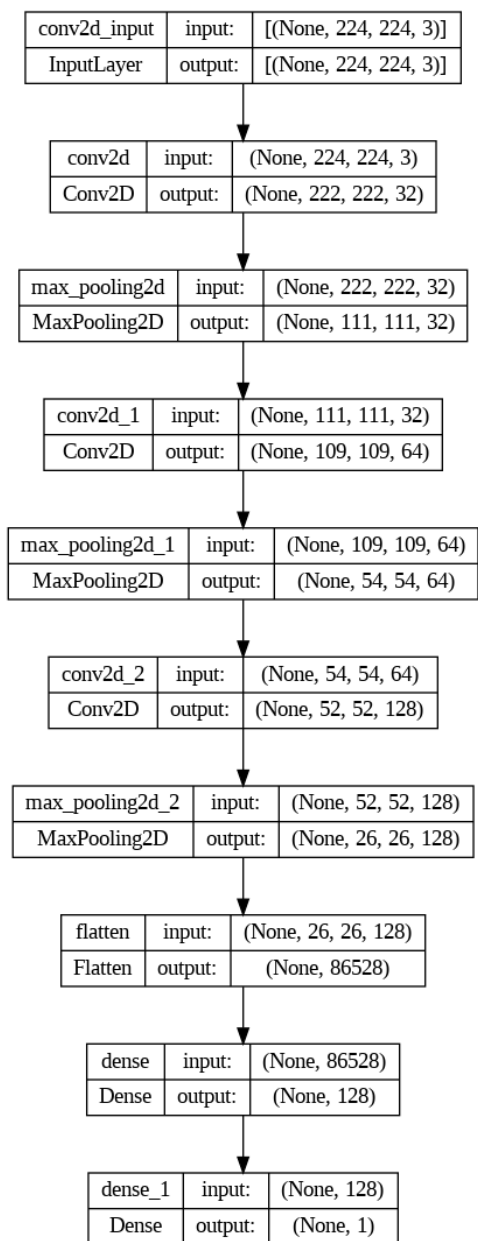 conv2d_input input: [(None, 224, 224, 3)]
InputLayer output: [(None, 224, 224, 3)]
conv2d input: (None, 224, 224, 3)
Conv2D output: (None, 222, 222, 32)
max_pooling2d input: (None, 222, 222, 32)
MaxPooling2D output: (None, 111, 111, 32)
conv2d_1 input: (None, 111, 111, 32)
Conv2D output: (None, 109, 109, 64)
max_pooling2d_1 input: (None, 109, 109, 64)
MaxPooling2D output: (None, 54, 54, 64)
conv2d_2 input: (None, 54, 54, 64)
Conv2D output: (None, 52, 52, 128)
max_pooling2d_2 input: (None, 52, 52, 128)
MaxPooling2D output: (None, 26, 26, 128)
flatten input: (None, 26, 26, 128)
Flatten output: (None, 86528)
dense input: (None, 86528)
Dense output: (None, 128)
dense_1 input: (None, 128)
Dense output: (None, 1)